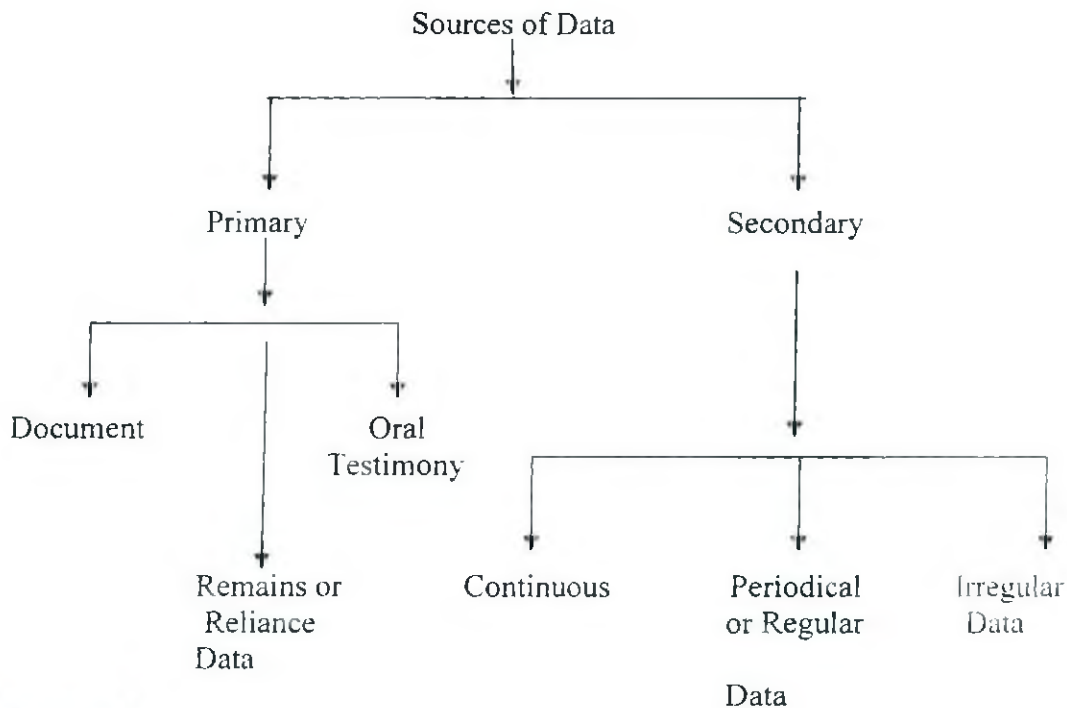 Sources of Data
Primary
Secondary
Document
Oral
Testimony
Remains or
Reliance
Data
Continuous
Periodical
or Regular
Data
Irregular
Data